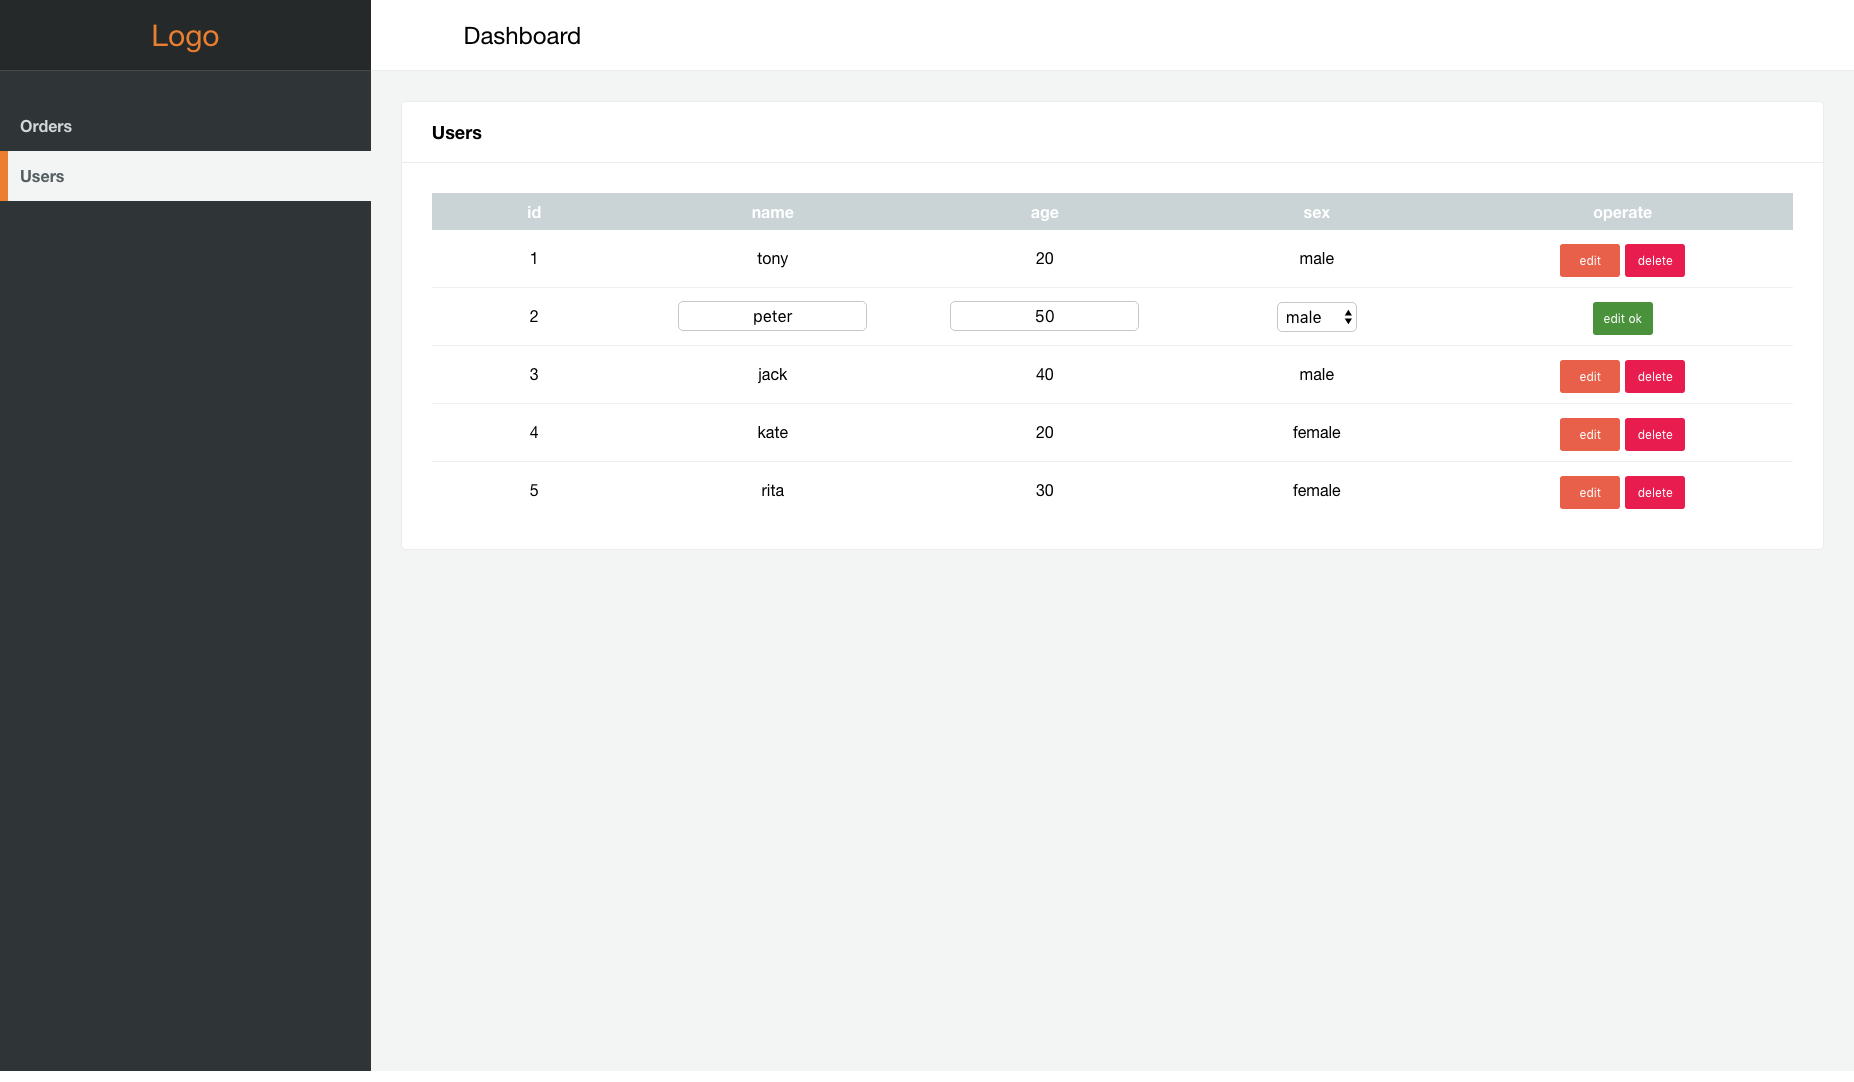 Logo
Dashboard
Orders
Users
Users
id name age sex operate
1 tony 20 male edit delete
2 peter 50 male edit ok
3 jack 40 male edit delete
4 kate 20 female edit delete
5 rita 30 female edit delete